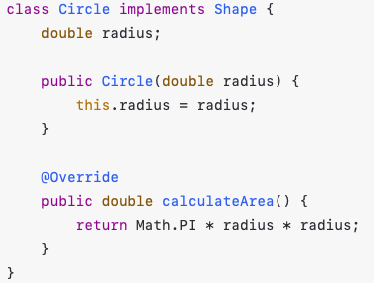 class Circle implements Shape {
    double radius;

    public Circle(double radius) {
        this.radius = radius;
    }

    @Override
    public double calculateArea() {
        return Math.PI * radius * radius;
    }
}